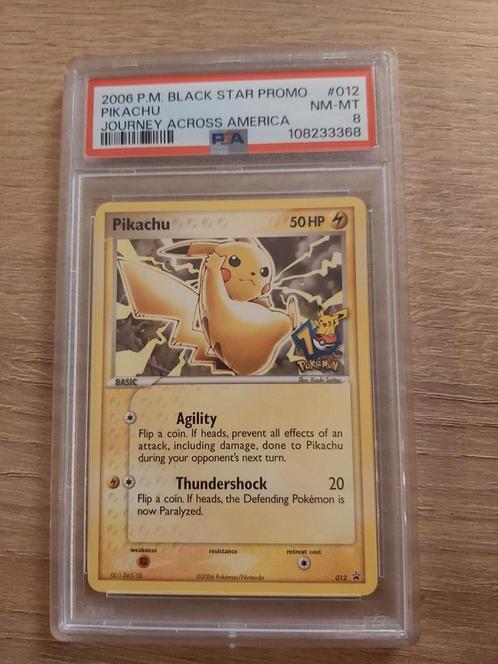 2006 P.M. BLACK STAR PROMO #012
PIKACHU NM-MT
JOURNEY ACROSS AMERICA 8
PSA 108233368
Pikachu 50 HP
10
POKéMON
BASIC Illus. Kouki Saitou
Agility
Flip a coin. If heads, prevent all effects of an
attack, including damage, done to Pikachu
during your opponent's next turn.
Thundershock 20
Flip a coin. If heads, the Defending Pokémon is
now Paralyzed.
weakness resistance retreat cost
©2006 Pokémon/Nintendo 012